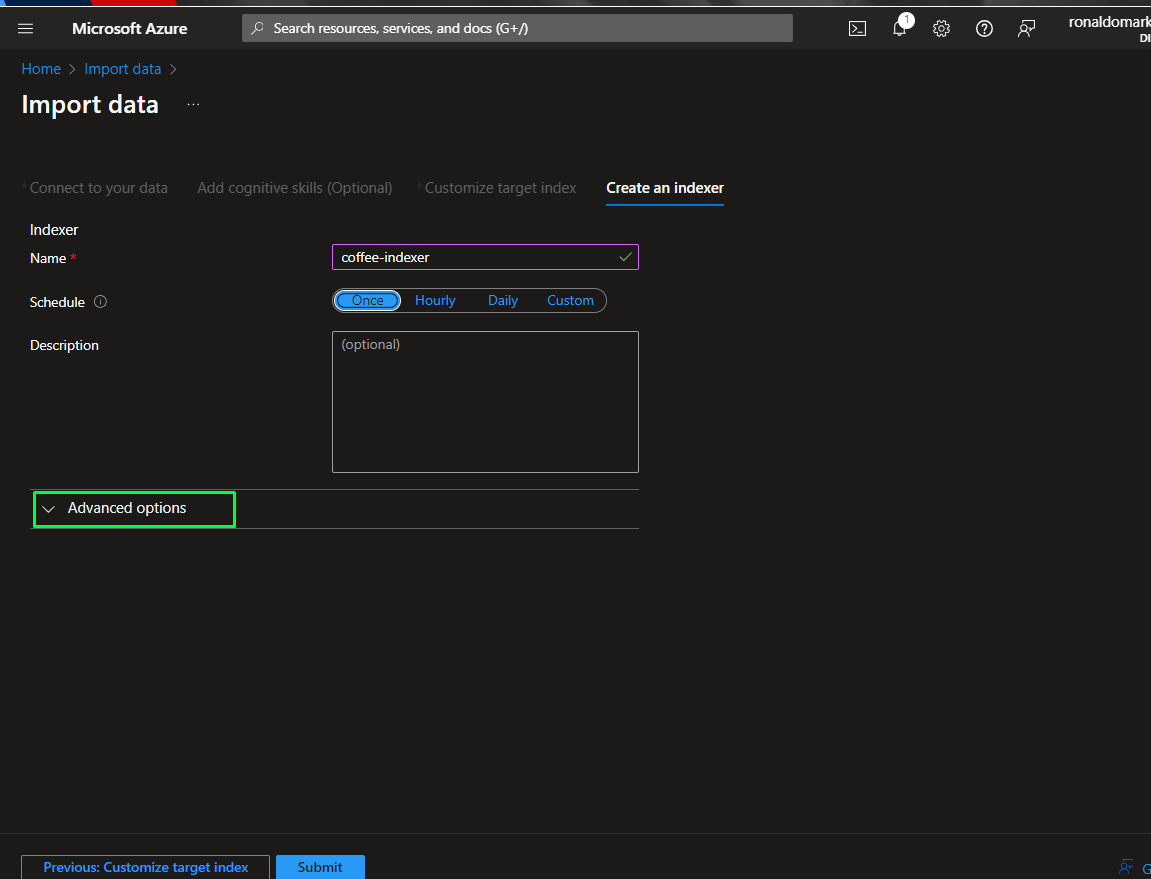 Microsoft Azure
Search resources, services, and docs (G+/)
1
ronaldomark
Home > Import data >
Import data ...
* Connect to your data
Add cognitive skills (Optional)
* Customize target index
Create an indexer
Indexer
Name *
coffee-indexer
Schedule
Once
Hourly
Daily
Custom
Description
(optional)
Advanced options
Previous: Customize target index
Submit